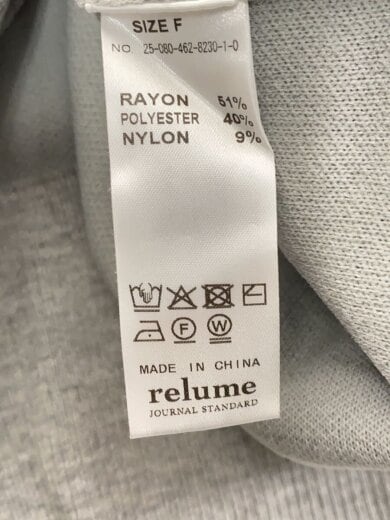 SIZE F
NO 25-080-462-8230-1-0
RAYON 51%
POLYESTER 40%
NYLON 9%
F W
MADE IN CHINA
relume
JOURNAL STANDARD